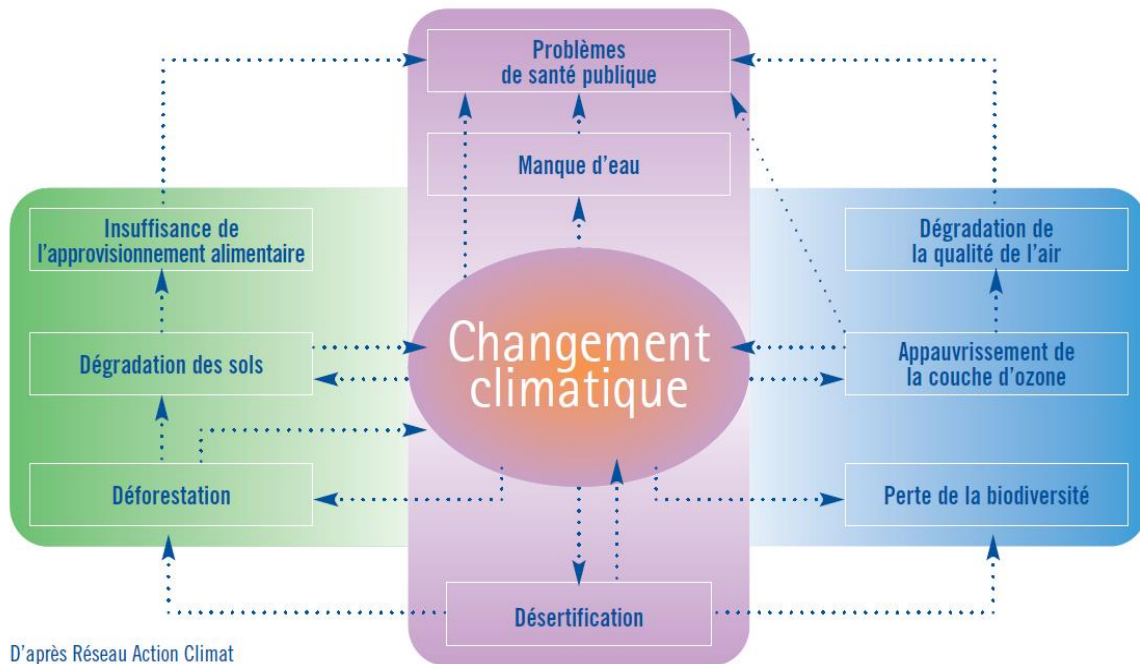 Problèmes
de santé publique
Manque d'eau
Insuffisance de
l'approvisionnement alimentaire
Dégradation de
la qualité de l'air
Changement
climatique
Dégradation des sols
Appauvrissement de
la couche d'ozone
Déforestation
Perte de la biodiversité
Désertification
D'après Réseau Action Climat